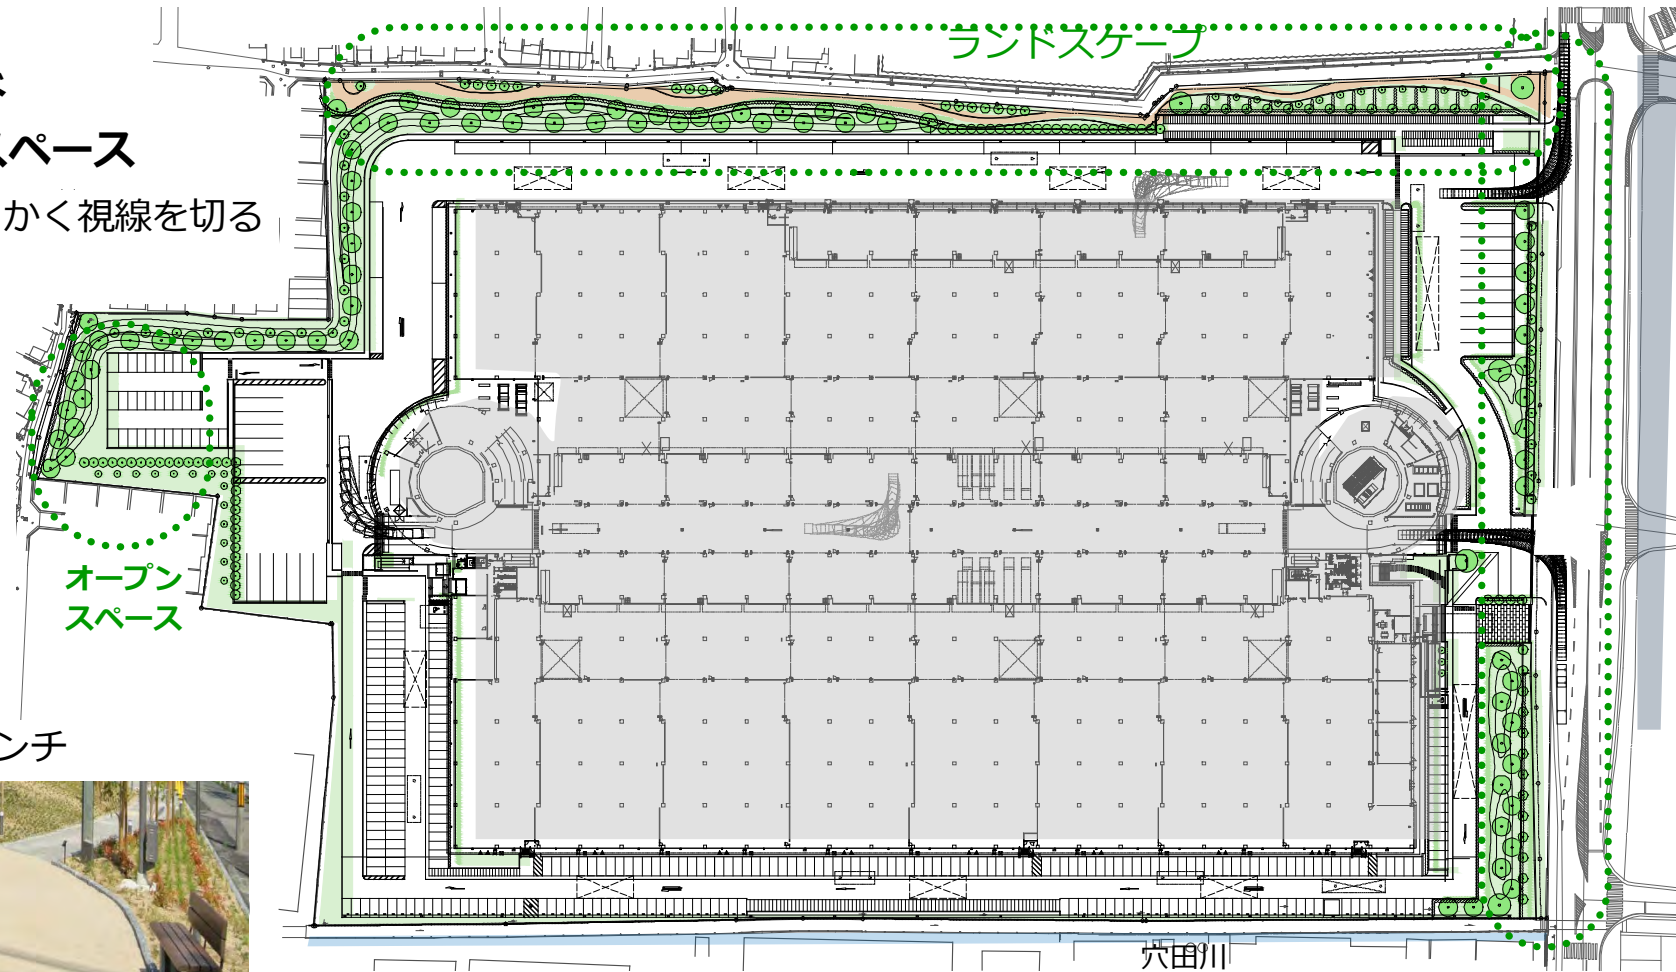 ランドスケープ
スペース
かく視線を切る
オープン
スペース
ンチ
穴田川